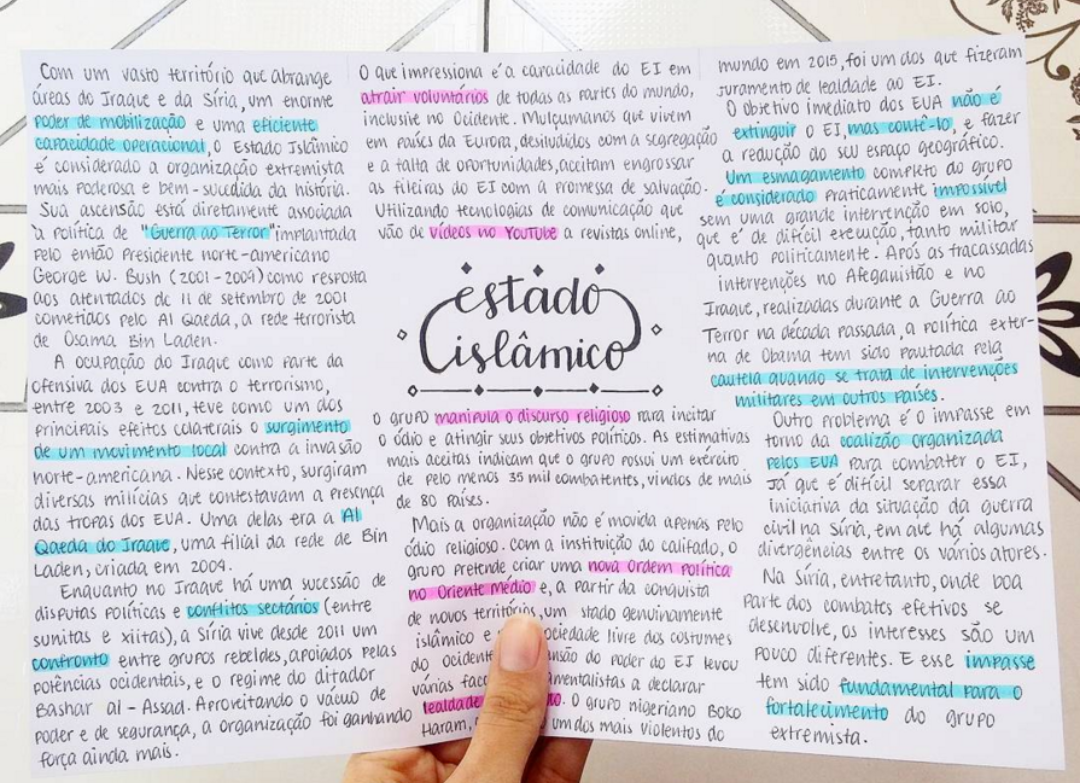 Com um vasto território que abrange
áreas do Iraque e da Síria, um enorme
poder de mobilização e uma eficiente
capacidade operacional, o Estado Islâmico
é considerado a organização extremista
mais poderosa e bem-sucedida da história.
Sua ascensão está diretamente associada
à política de "Guerra ao Terror" implantada
pelo então presidente norte-americano
George W. Bush (2001-2009) como resposta
aos atentados de 11 de setembro de 2001
cometidos pelo Al Qaeda, a rede terrorista
de Osama Bin Laden.
A ocupação do Iraque como parte da
ofensiva dos EUA contra o terrorismo,
entre 2003 e 2011, teve como um dos
principais efeitos colaterais o surgimento
de um movimento local contra a invasão
norte-americana. Nesse contexto, surgiram
diversas milícias que contestavam a presença
das tropas dos EUA. Uma delas era a Al
Qaeda do Iraque, uma filial da rede de Bin
Laden, criada em 2004.
Enquanto no Iraque há uma sucessão de
disputas políticas e conflitos sectários (entre
sunitas e xiitas), a Síria vive desde 2011 um
confronto entre grupos rebeldes, apoiados pelas
potências ocidentais, e o regime do ditador
Bashar al-Assad. Aproveitando o vácuo de
poder e de segurança, a organização foi ganhando
força ainda mais.
O que impressiona é a capacidade do EI em
atrair voluntários de todas as partes do mundo,
inclusive no Ocidente. Mulçumanos que vivem
em países da Europa, desiludidos com a segregação
e a falta de oportunidades, aceitam engrossar
as fileiras do EI com a promessa de salvação.
Utilizando tecnologias de comunicação que
vão de vídeos no YouTube a revistas online,
estado
islâmico
o grupo manipula o discurso religioso para incitar
o ódio e atingir seus objetivos políticos. As estimativas
mais aceitas indicam que o grupo possui um exército
de pelo menos 35 mil combatentes, vindos de mais
de 80 países.
Mais a organização não é movida apenas pelo
ódio religioso. Com a instituição do califado, o
grupo pretende criar uma nova ordem política
no Oriente Médio e, a partir da conquista
de novos territórios, um stado genuinamente
islâmico e ociedade livre dos costumes
do Ocidente nsão do poder do EI levou
várias facç amentalistas a declarar
lealdade o. O grupo nigeriano Boko
Haram, um dos mais violentos do
mundo em 2015, foi um dos que fizeram
juramento de lealdade ao EI.
O objetivo imediato dos EUA não é
extinguir o EI, mas contê-lo, e fazer
a redução do seu espaço geográfico.
Um esmagamento completo do grupo
é considerado praticamente impossível
sem uma grande intervenção em solo,
que é de difícil execução, tanto militar
quanto politicamente. Após as fracassadas
intervenções no Afeganistão e no
Iraque, realizadas durante a Guerra ao
Terror na década passada, a política exter-
na de Obama tem sido pautada pela
cautela quando se trata de intervenções
militares em outros países.
Outro problema é o impasse em
torno da coalizão organizada
pelos EUA para combater o EI,
já que é difícil separar essa
iniciativa da situação da guerra
civil na Síria, em que há algumas
divergências entre os vários atores.
Na Síria, entretanto, onde boa
parte dos combates efetivos se
desenvolve, os interesses são um
pouco diferentes. E esse impasse
tem sido fundamental para o
fortalecimento do grupo
extremista.